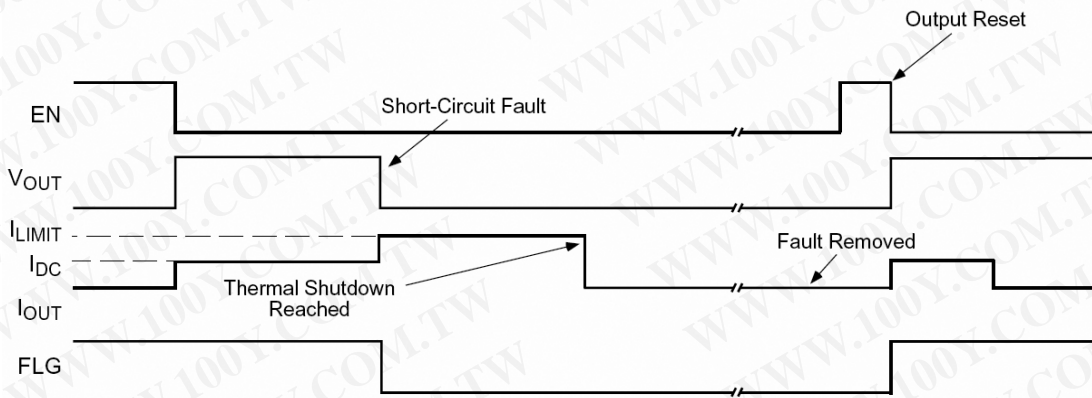 Output Reset
EN
Short-Circuit Fault
VOUT
ILIMIT
IDC
Fault Removed
Thermal Shutdown
Reached
IOUT
FLG
WWW.100Y.COM.TW